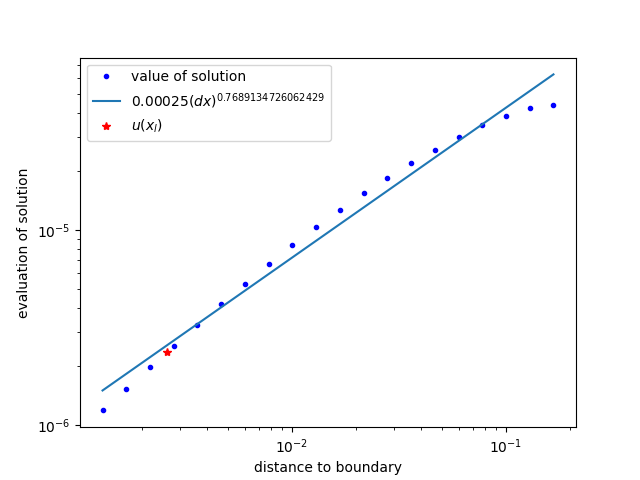 value of solution
0.00025(dx)^0.7689134726062429
u(x_l)
evaluation of solution
10^-5
10^-6
10^-2
10^-1
distance to boundary